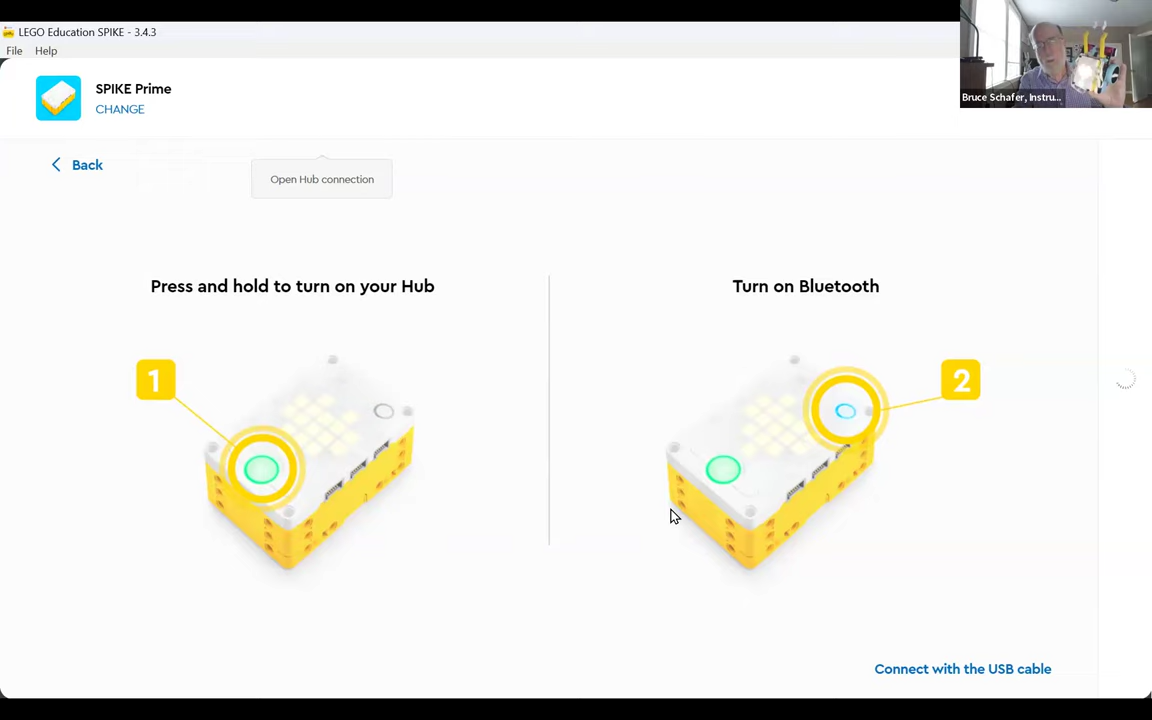 LEGO Education SPIKE - 3.4.3
File Help
SPIKE Prime
CHANGE
Bruce Schafer, Instru...
Back
Open Hub connection
Press and hold to turn on your Hub
Turn on Bluetooth
1
2
Connect with the USB cable